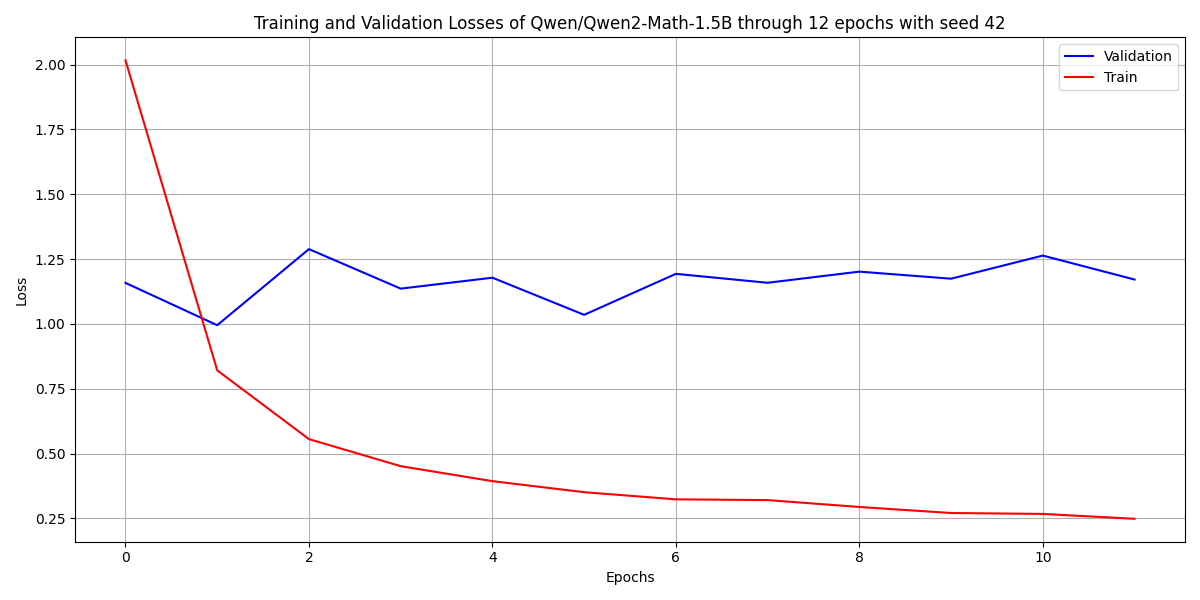 Training and Validation Losses of Qwen/Qwen2-Math-1.5B through 12 epochs with seed 42
Validation
Train
2.00
1.75
1.50
1.25
1.00
0.75
0.50
0.25
Loss
0 2 4 6 8 10
Epochs